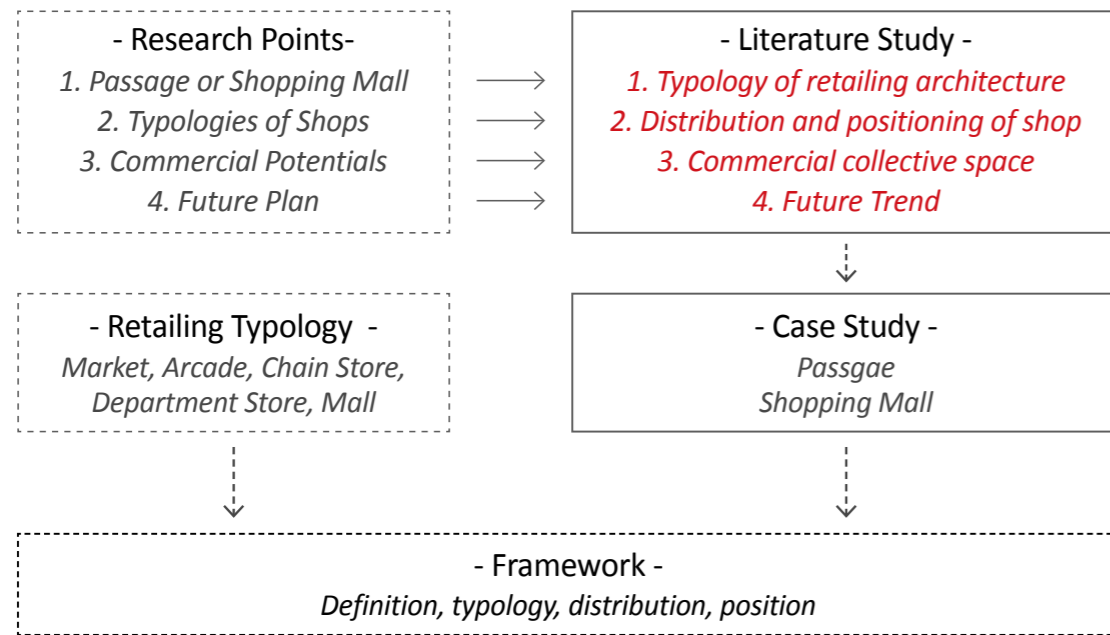 - Research Points-
1. Passage or Shopping Mall
2. Typologies of Shops
3. Commercial Potentials
4. Future Plan
- Literature Study -
1. Typology of retailing architecture
2. Distribution and positioning of shop
3. Commercial collective space
4. Future Trend
- Retailing Typology -
Market, Arcade, Chain Store,
Department Store, Mall
- Case Study -
Passgae
Shopping Mall
- Framework -
Definition, typology, distribution, position